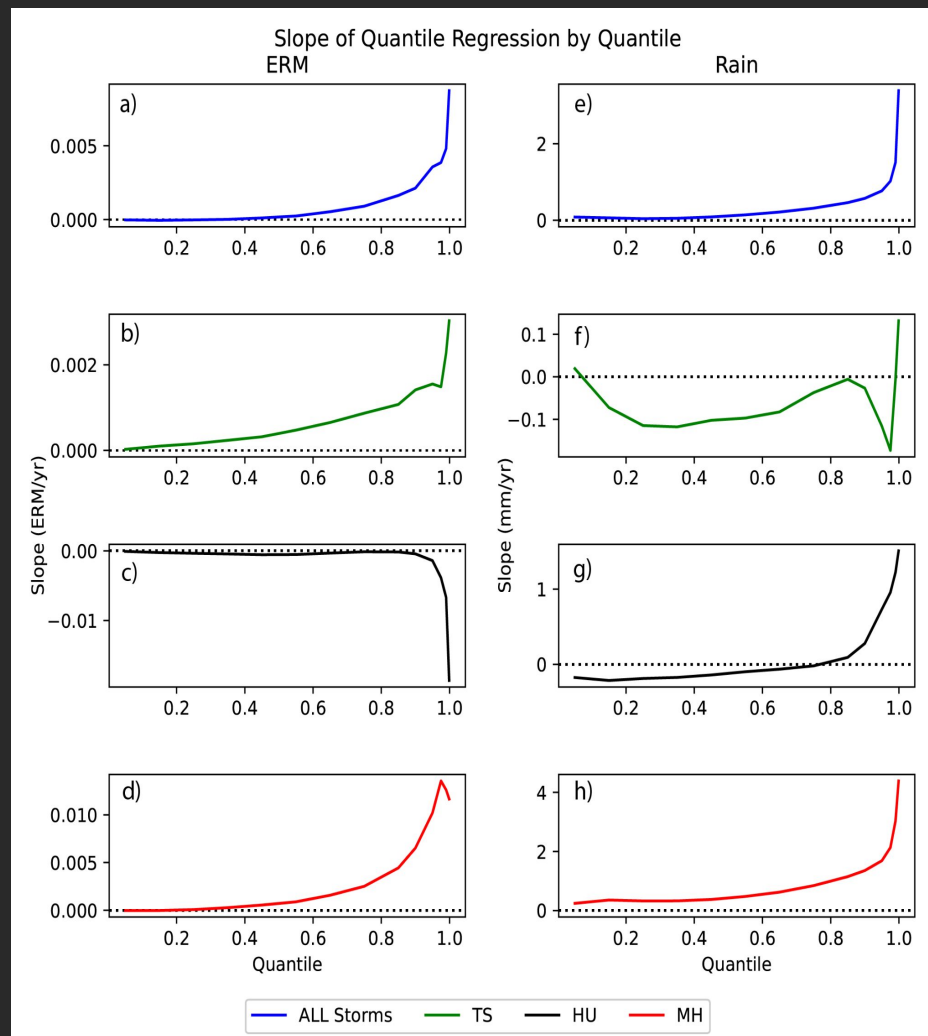 Slope of Quantile Regression by Quantile
ERM
Rain
a)
0.005
0.000
0.2 0.4 0.6 0.8 1.0
e)
2
0
0.2 0.4 0.6 0.8 1.0
b)
0.002
0.000
0.2 0.4 0.6 0.8 1.0
f)
0.1
0.0
−0.1
0.2 0.4 0.6 0.8 1.0
Slope (ERM/yr)
Slope (mm/yr)
c)
0.00
−0.01
0.2 0.4 0.6 0.8 1.0
g)
1
0
0.2 0.4 0.6 0.8 1.0
d)
0.010
0.005
0.000
0.2 0.4 0.6 0.8 1.0
Quantile
h)
4
2
0
0.2 0.4 0.6 0.8 1.0
Quantile
ALL Storms TS HU MH